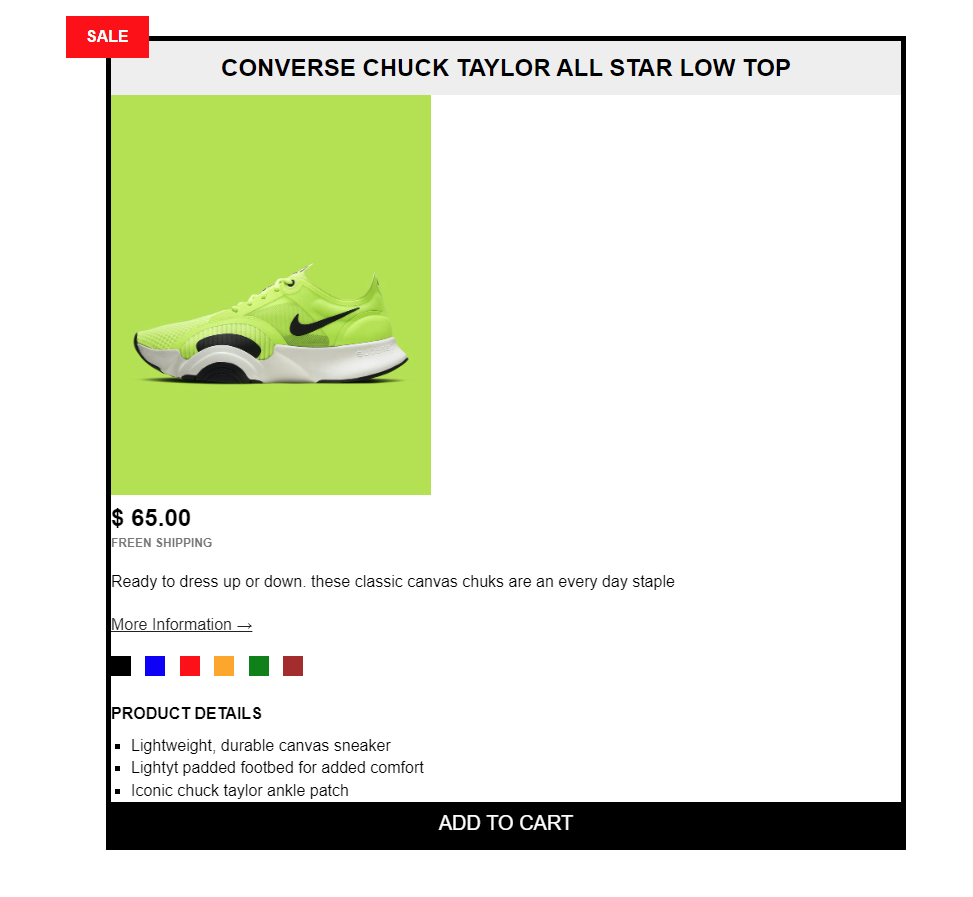 SALE
CONVERSE CHUCK TAYLOR ALL STAR LOW TOP
$ 65.00
FREEN SHIPPING
Ready to dress up or down. these classic canvas chuks are an every day staple
More Information →
PRODUCT DETAILS
Lightweight, durable canvas sneaker
Lightyt padded footbed for added comfort
Iconic chuck taylor ankle patch
ADD TO CART